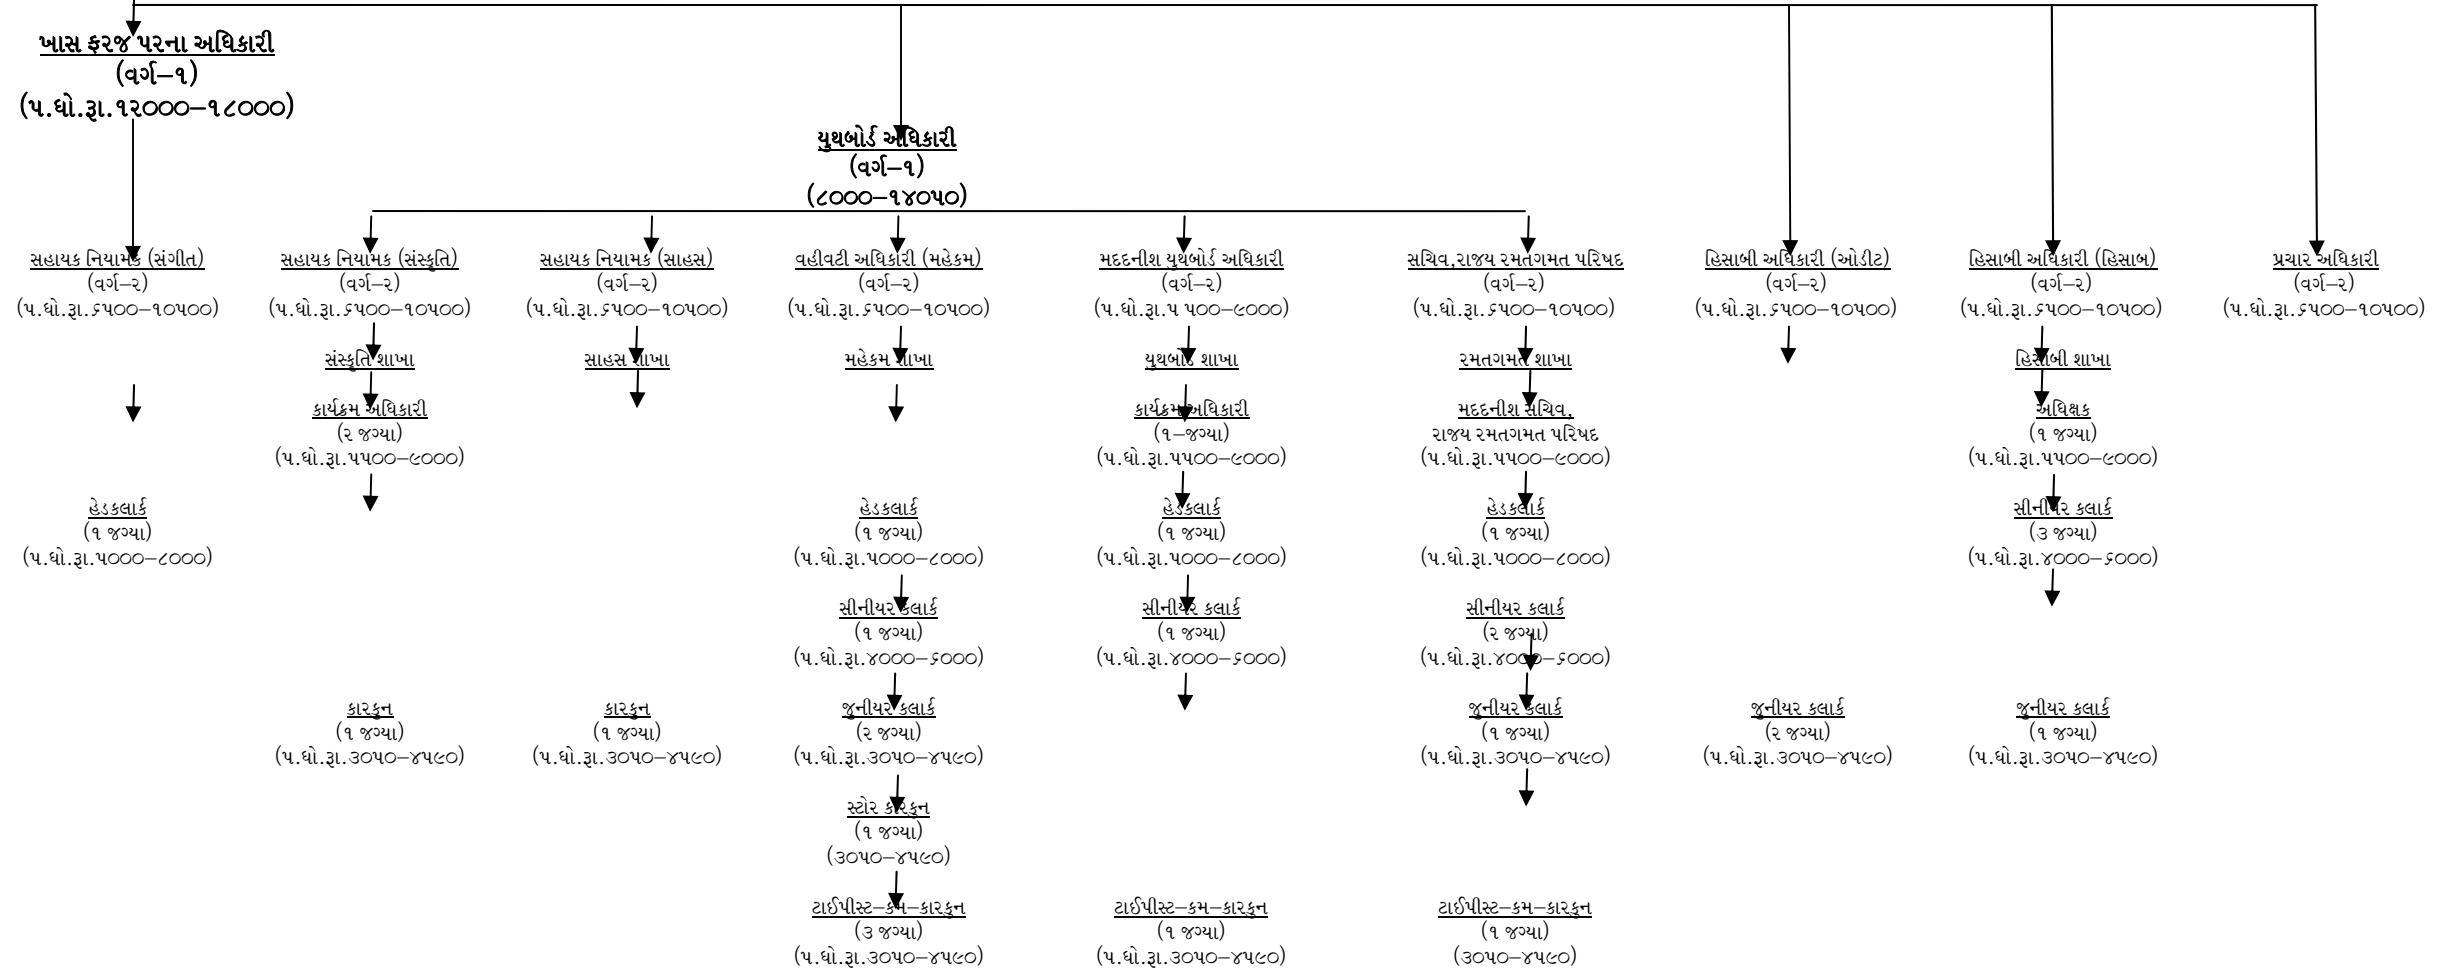 ખાસ ફરજ પરના અધિકારી
(વર્ગ–૧)
(પ.ધો.રૂા.૧૨૦૦૦–૧૮૦૦૦)
યુથબોર્ડ અધિકારી
(વર્ગ–૧)
(૮૦૦૦–૧૪૦૫૦)
સહાયક નિયામક (સંગીત) સહાયક નિયામક (સંસ્કૃતિ) સહાયક નિયામક (સાહસ) વહીવટી અધિકારી (મહેકમ) મદદનીશ યુથબોર્ડ અધિકારી સચિવ,રાજય રમતગમત પરિષદ હિસાબી અધિકારી (ઓડીટ) હિસાબી અધિકારી (હિસાબ) પ્રચાર અધિકારી
(વર્ગ–૨) (વર્ગ–૨) (વર્ગ–૨) (વર્ગ–૨) (વર્ગ–૨) (વર્ગ–૨) (વર્ગ–૨) (વર્ગ–૨) (વર્ગ–૨)
(પ.ધો.રૂા.૬૫૦૦–૧૦૫૦૦) (પ.ધો.રૂા.૬૫૦૦–૧૦૫૦૦) (પ.ધો.રૂા.૬૫૦૦–૧૦૫૦૦) (પ.ધો.રૂા.૬૫૦૦–૧૦૫૦૦) (પ.ધો.રૂા.૫ ૫૦૦–૯૦૦૦) (પ.ધો.રૂા.૬૫૦૦–૧૦૫૦૦) (પ.ધો.રૂા.૬૫૦૦–૧૦૫૦૦) (પ.ધો.રૂા.૬૫૦૦–૧૦૫૦૦) (પ.ધો.રૂા.૬૫૦૦–૧૦૫૦૦)
સંસ્કૃતિ શાખા સાહસ શાખા મહેકમ શાખા યુથબોર્ડ શાખા રમતગમત શાખા હિસાબી શાખા
કાર્યક્રમ અધિકારી કાર્યક્રમ અધિકારી મદદનીશ સચિવ, અધિક્ષક
(૨ જગ્યા) (૧–જગ્યા) રાજય રમતગમત પરિષદ (૧ જગ્યા)
(પ.ધો.રૂા.૫૫૦૦–૯૦૦૦) (પ.ધો.રૂા.૫૫૦૦–૯૦૦૦) (પ.ધો.રૂા.૫૫૦૦–૯૦૦૦) (પ.ધો.રૂા.૫૫૦૦–૯૦૦૦)
હેડકલાર્ક હેડકલાર્ક હેડકલાર્ક હેડકલાર્ક સીનીયર કલાર્ક
(૧ જગ્યા) (૧ જગ્યા) (૧ જગ્યા) (૧ જગ્યા) (૩ જગ્યા)
(પ.ધો.રૂા.૫૦૦૦–૮૦૦૦) (પ.ધો.રૂા.૫૦૦૦–૮૦૦૦) (પ.ધો.રૂા.૫૦૦૦–૮૦૦૦) (પ.ધો.રૂા.૫૦૦૦–૮૦૦૦) (પ.ધો.રૂા.૪૦૦૦–૬૦૦૦)
સીનીયર કલાર્ક સીનીયર કલાર્ક સીનીયર કલાર્ક
(૧ જગ્યા) (૧ જગ્યા) (૨ જગ્યા)
(પ.ધો.રૂા.૪૦૦૦–૬૦૦૦) (પ.ધો.રૂા.૪૦૦૦–૬૦૦૦) (પ.ધો.રૂા.૪૦૦૦–૬૦૦૦)
કારકુન કારકુન જુનીયર કલાર્ક જુનીયર કલાર્ક જુનીયર કલાર્ક જુનીયર કલાર્ક
(૧ જગ્યા) (૧ જગ્યા) (૨ જગ્યા) (૧ જગ્યા) (૨ જગ્યા) (૧ જગ્યા)
(પ.ધો.રૂા.૩૦૫૦–૪૫૯૦) (પ.ધો.રૂા.૩૦૫૦–૪૫૯૦) (પ.ધો.રૂા.૩૦૫૦–૪૫૯૦) (પ.ધો.રૂા.૩૦૫૦–૪૫૯૦) (પ.ધો.રૂા.૩૦૫૦–૪૫૯૦) (પ.ધો.રૂા.૩૦૫૦–૪૫૯૦)
સ્ટોર કારકુન
(૧ જગ્યા)
(૩૦૫૦–૪૫૯૦)
ટાઈપીસ્ટ–કમ–કારકુન ટાઈપીસ્ટ–કમ–કારકુન ટાઈપીસ્ટ–કમ–કારકુન
(૩ જગ્યા) (૧ જગ્યા) (૧ જગ્યા)
(પ.ધો.રૂા.૩૦૫૦–૪૫૯૦) (પ.ધો.રૂા.૩૦૫૦–૪૫૯૦) (૩૦૫૦–૪૫૯૦)